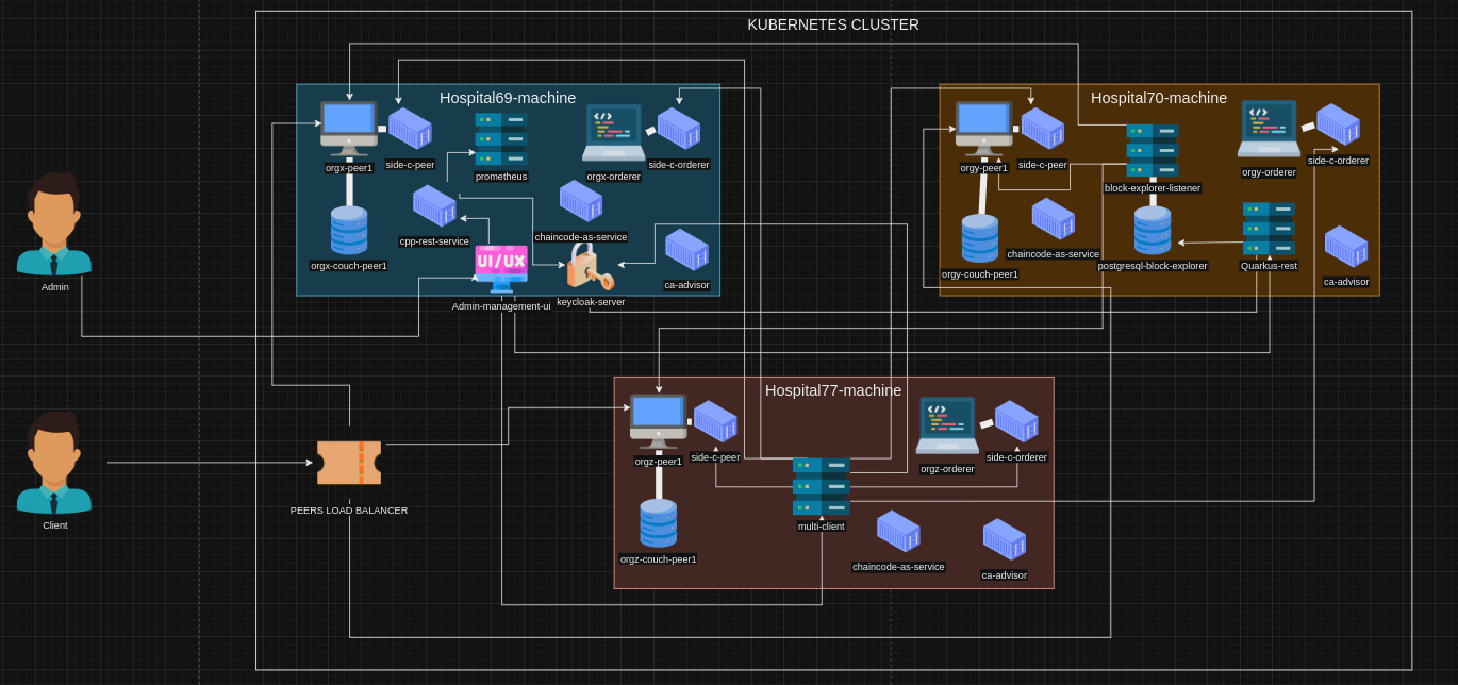 KUBERNETES CLUSTER
Hospital69-machine
orgx-peer1
side-c-peer
prometheus
orgx-orderer
side-c-orderer
cpp-rest-service
chaincode-as-service
orgx-couch-peer1
UI/UX
Admin-management-ui
keycloak-server
ca-advisor
Hospital70-machine
orgy-peer1
side-c-peer
block-explorer-listener
orgy-orderer
side-c-orderer
chaincode-as-service
orgy-couch-peer1
postgresql-block-explorer
Quarkus-rest
ca-advisor
Admin
Client
PEERS LOAD BALANCER
Hospital77-machine
orgz-peer1
side-c-peer
orgz-orderer
side-c-orderer
multi-client
orgz-couch-peer1
chaincode-as-service
ca-advisor